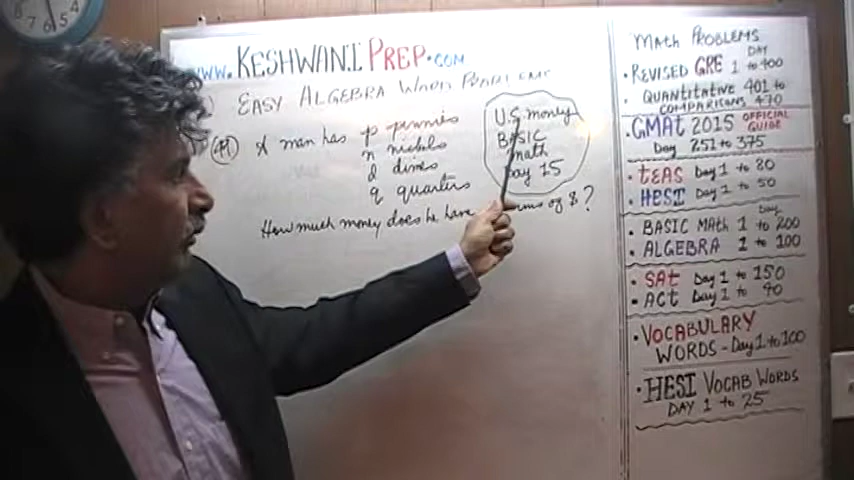 www.KESHWANI PREP.COM
EASY ALGEBRA WORD PROBLEMS
A man has p pennies
n nickels
d dimes
q quarters
How much money does he have terms of $?
U.S money
BASIC
math
Day 15
MATH PROBLEMS
• REVISED GRE DAY 1 TO 400
• QUANTITATIVE 401 to
COMPARISONS 470
• GMAT 2015 OFFICIAL GUIDE
Day 251 to 375
• TEAS Day 1 to 80
• HESI Day 1 to 50
• BASIC MATH Day 1 to 200
• ALGEBRA 1 to 100
• SAT Day 1 to 150
• ACT Day 1 to 90
• VOCABULARY
WORDS - Day 1 to 100
• HESI VOCAB WORDS
DAY 1 to 25